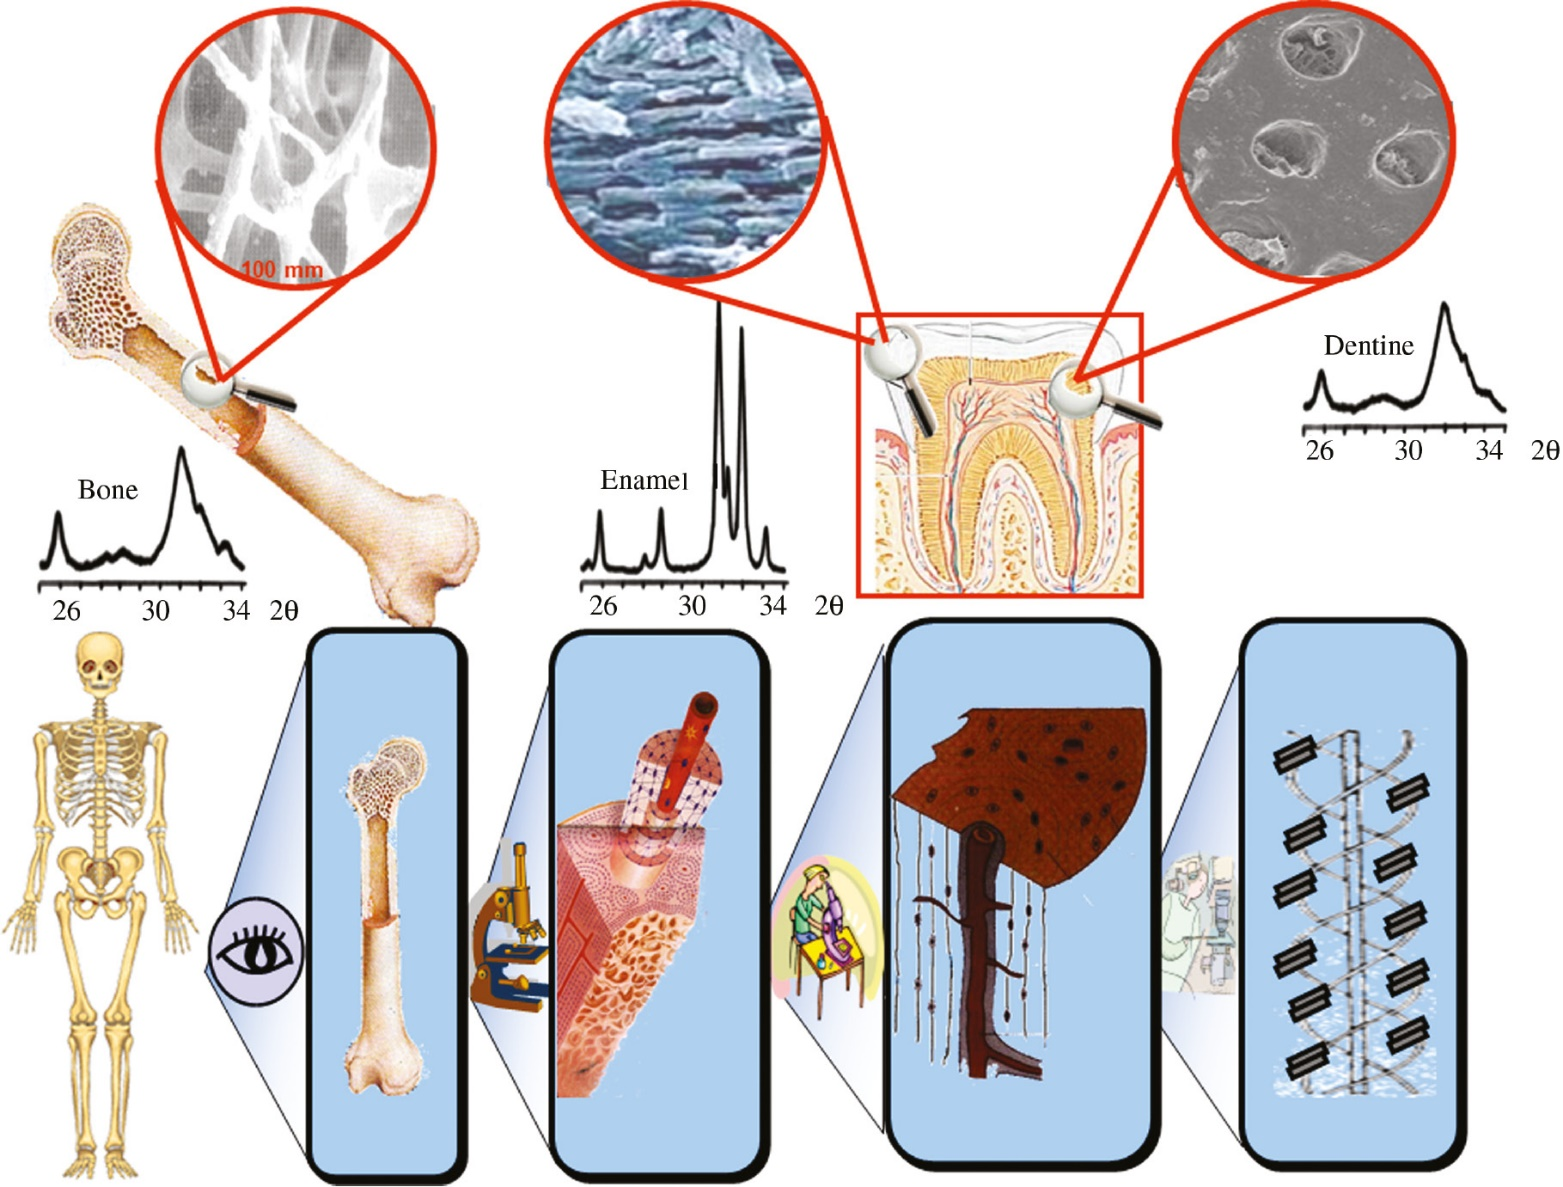 100 mm
Dentine
26 30 34 2θ
Bone
26 30 34 2θ
Enamel
26 30 34 2θ